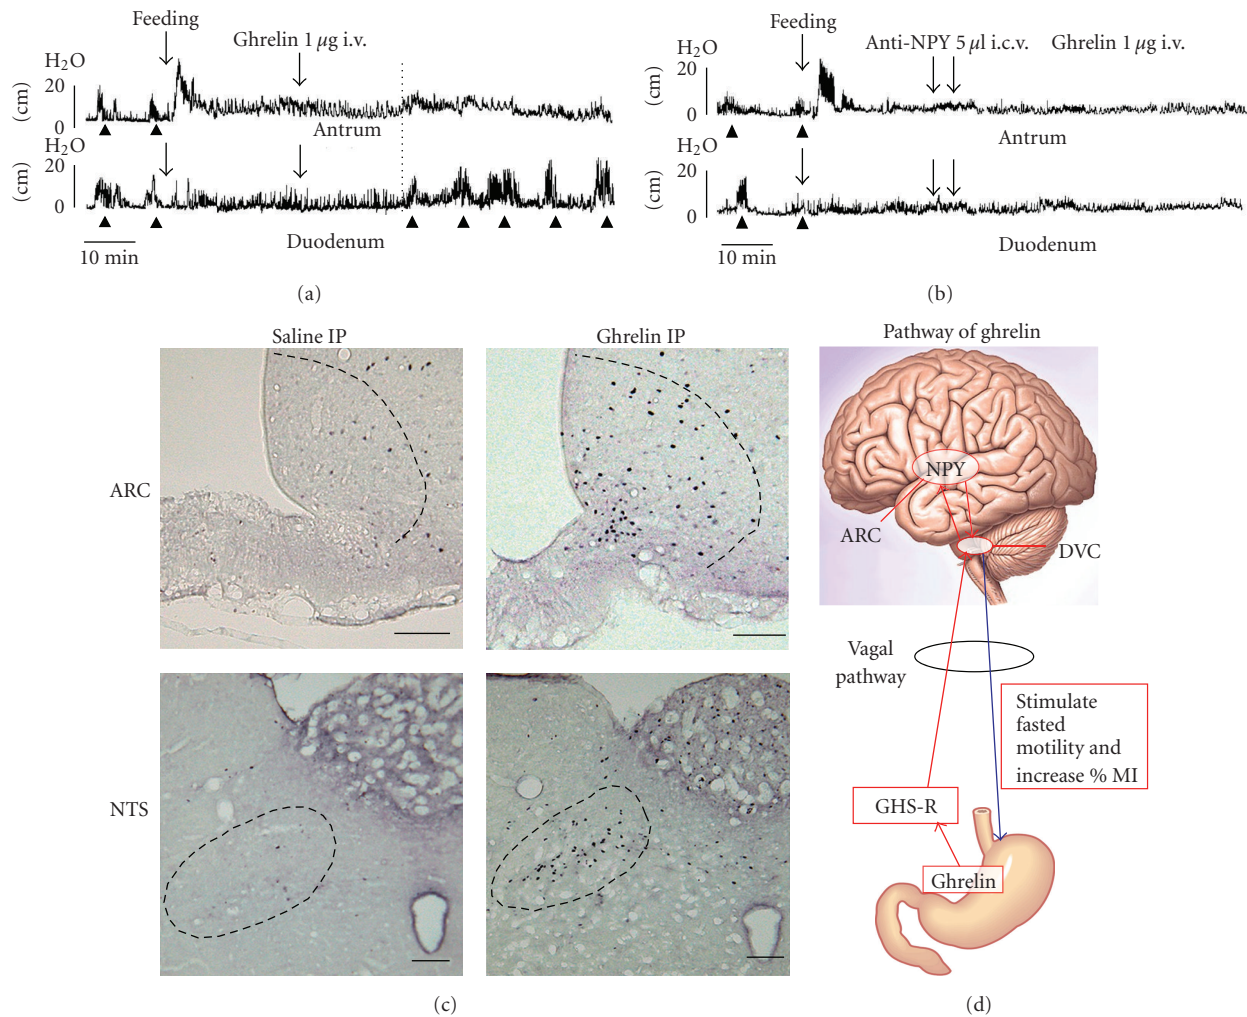 Feeding
Ghrelin 1 µg i.v.
H2O
(cm)
20
0
Antrum
H2O
(cm)
20
0
Duodenum
10 min
(a)
Feeding
Anti-NPY 5 µl i.c.v.
Ghrelin 1 µg i.v.
H2O
(cm)
20
0
Antrum
H2O
(cm)
20
0
Duodenum
10 min
(b)
Saline IP
Ghrelin IP
ARC
NTS
(c)
Pathway of ghrelin
NPY
ARC
DVC
Vagal
pathway
Stimulate
fasted
motility and
increase % MI
GHS-R
Ghrelin
(d)